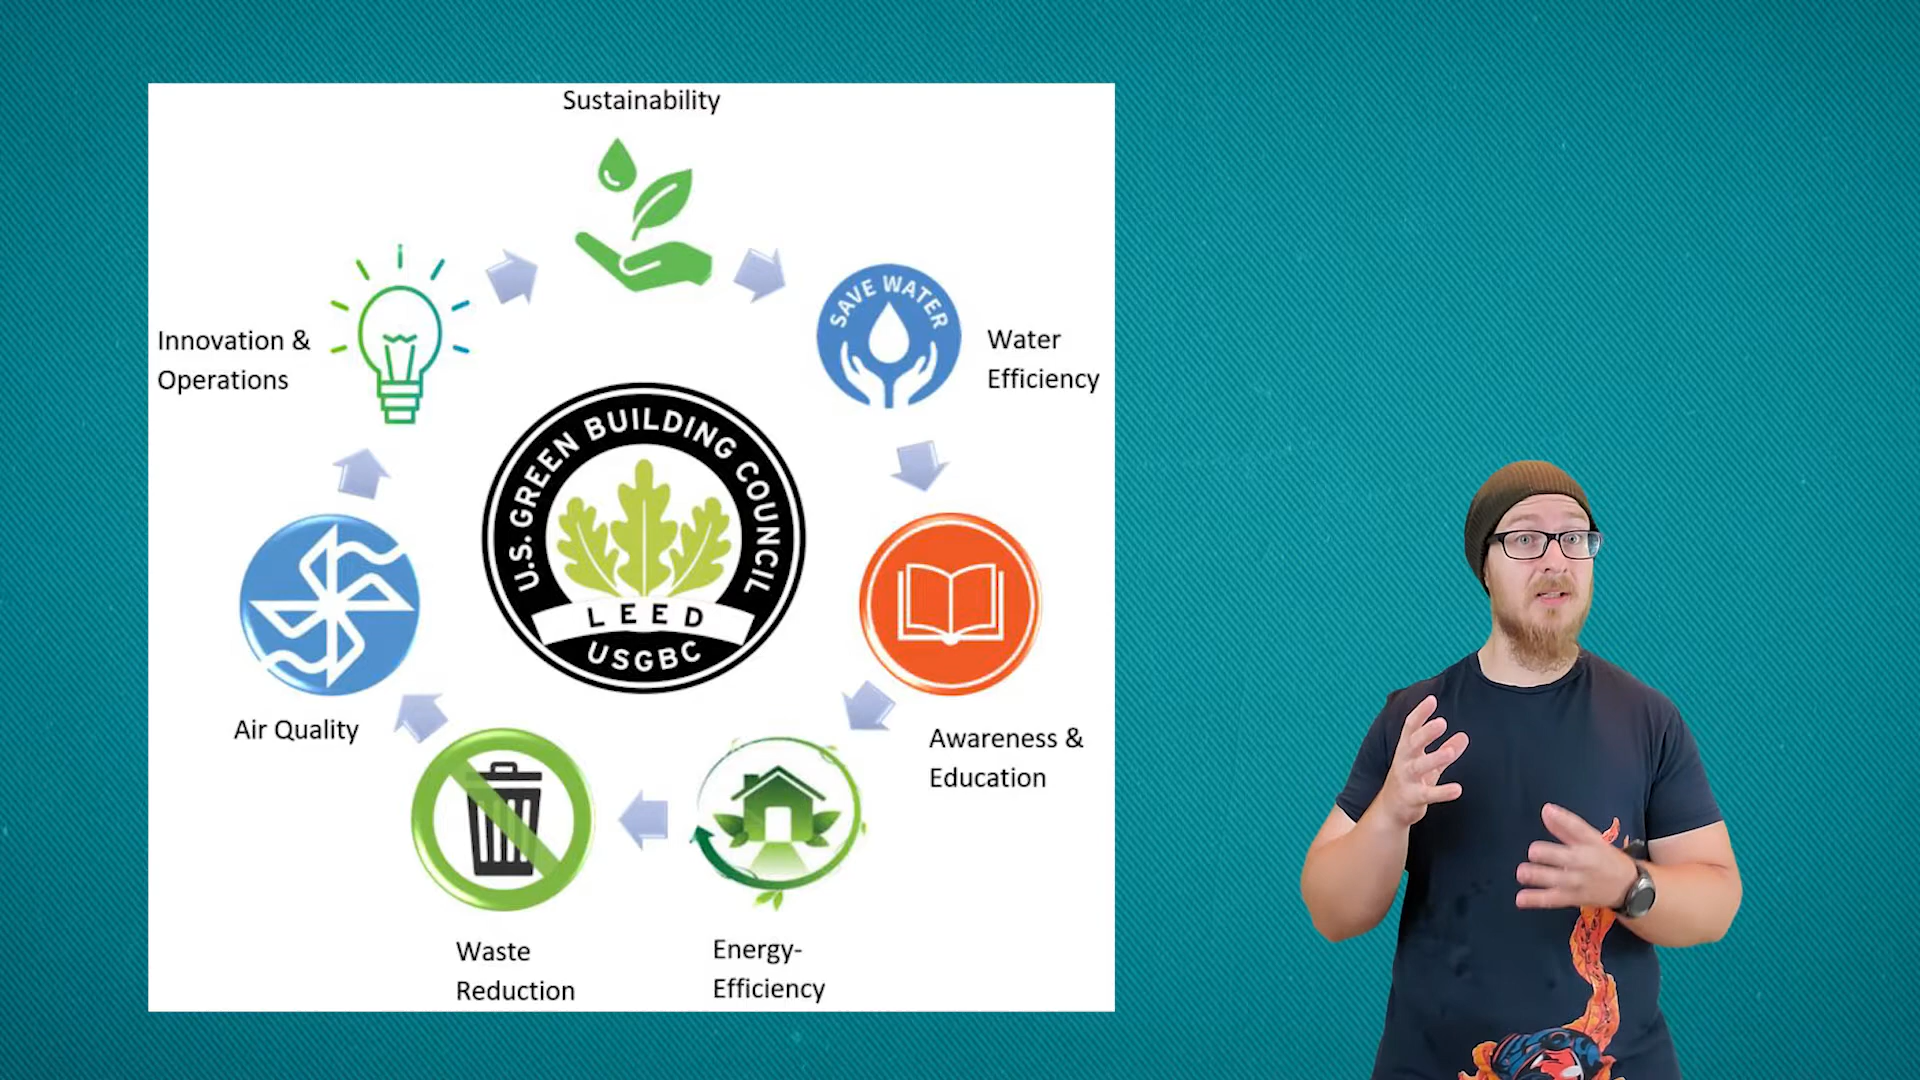 Sustainability
SAVE WATER
Innovation &
Operations
Water
Efficiency
U.S. GREEN BUILDING COUNCIL
LEED
USGBC
Air Quality
Awareness &
Education
Waste
Reduction
Energy-
Efficiency